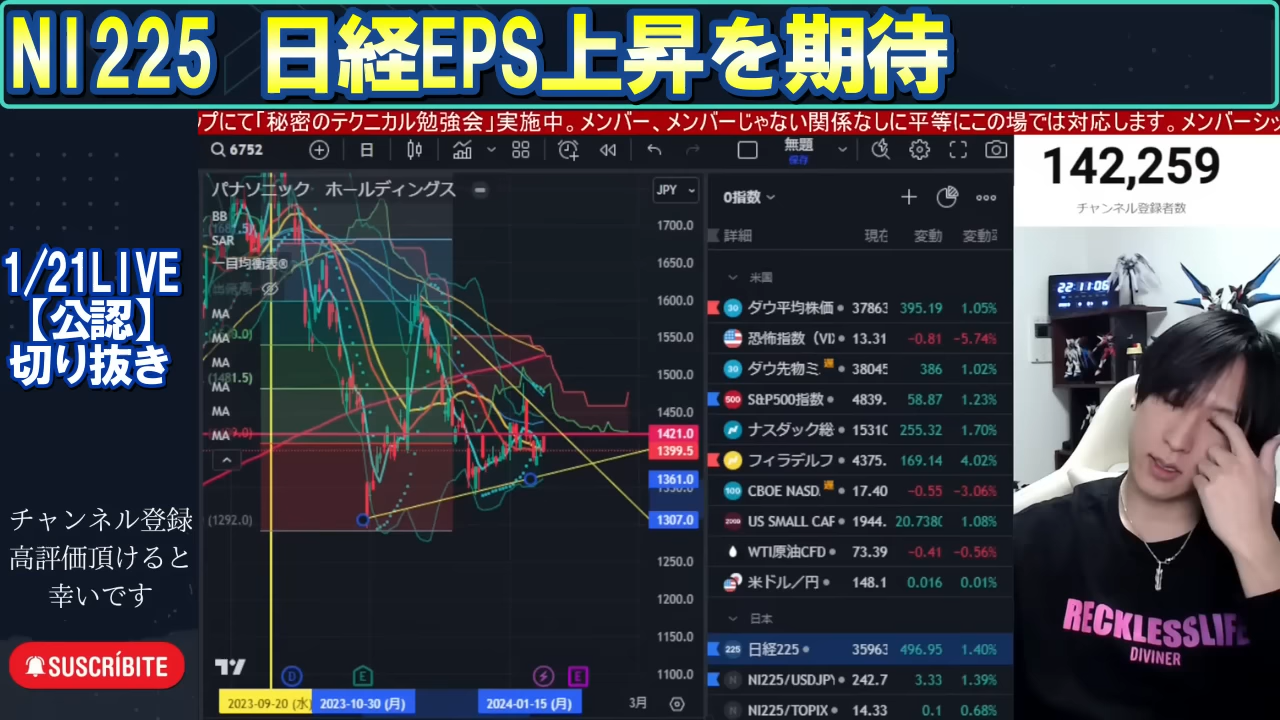 NI225 日経EPS上昇を期待
プにて「秘密のテクニカル勉強会」実施中。メンバー、メンバーじゃない関係なしに平等にこの場では対応します。メンバーシッ
6752
日
無題
保存
142,259
チャンネル登録者数
パナソニック ホールディングス
JPY
BB
SAR
一目均衡表
MA
MA
MA
MA
MA
MA
(1481.5)
(1292.0)
1700.0
1650.0
1600.0
1550.0
1500.0
1450.0
1421.0
1399.5
1361.0
1307.0
1250.0
1200.0
1150.0
1100.0
D
E
E
2023-09-20 (水)
2023-10-30 (月)
2024-01-15 (月)
3月
0指数
詳細 現在 変動 変動
米国
30 ダウ平均株価 37863 395.19 1.05%
恐怖指数（VI 13.31 -0.81 -5.74%
30 ダウ先物ミ 38045 386 1.02%
500 S&P500指数 4839. 58.87 1.23%
ナスダック総 15310 255.32 1.70%
フィラデルフ 4375. 169.14 4.02%
100 CBOE NASD. 17.40 -0.55 -3.06%
2000 US SMALL CAP 1944. 20.7380 1.08%
WTI原油CFD 73.39 -0.41 -0.56%
米ドル／円 148.1 0.016 0.01%
日本
225 日経225 35963 496.95 1.40%
N NI225/USDJPY 242.7 3.33 1.39%
N NI225/TOPIX 14.33 0.1 0.68%
1/21LIVE
【公認】
切り抜き
チャンネル登録
高評価頂けると
幸いです
SUSCRÍBITE
22:11:06
RECKLESSLIFE
DIVINER